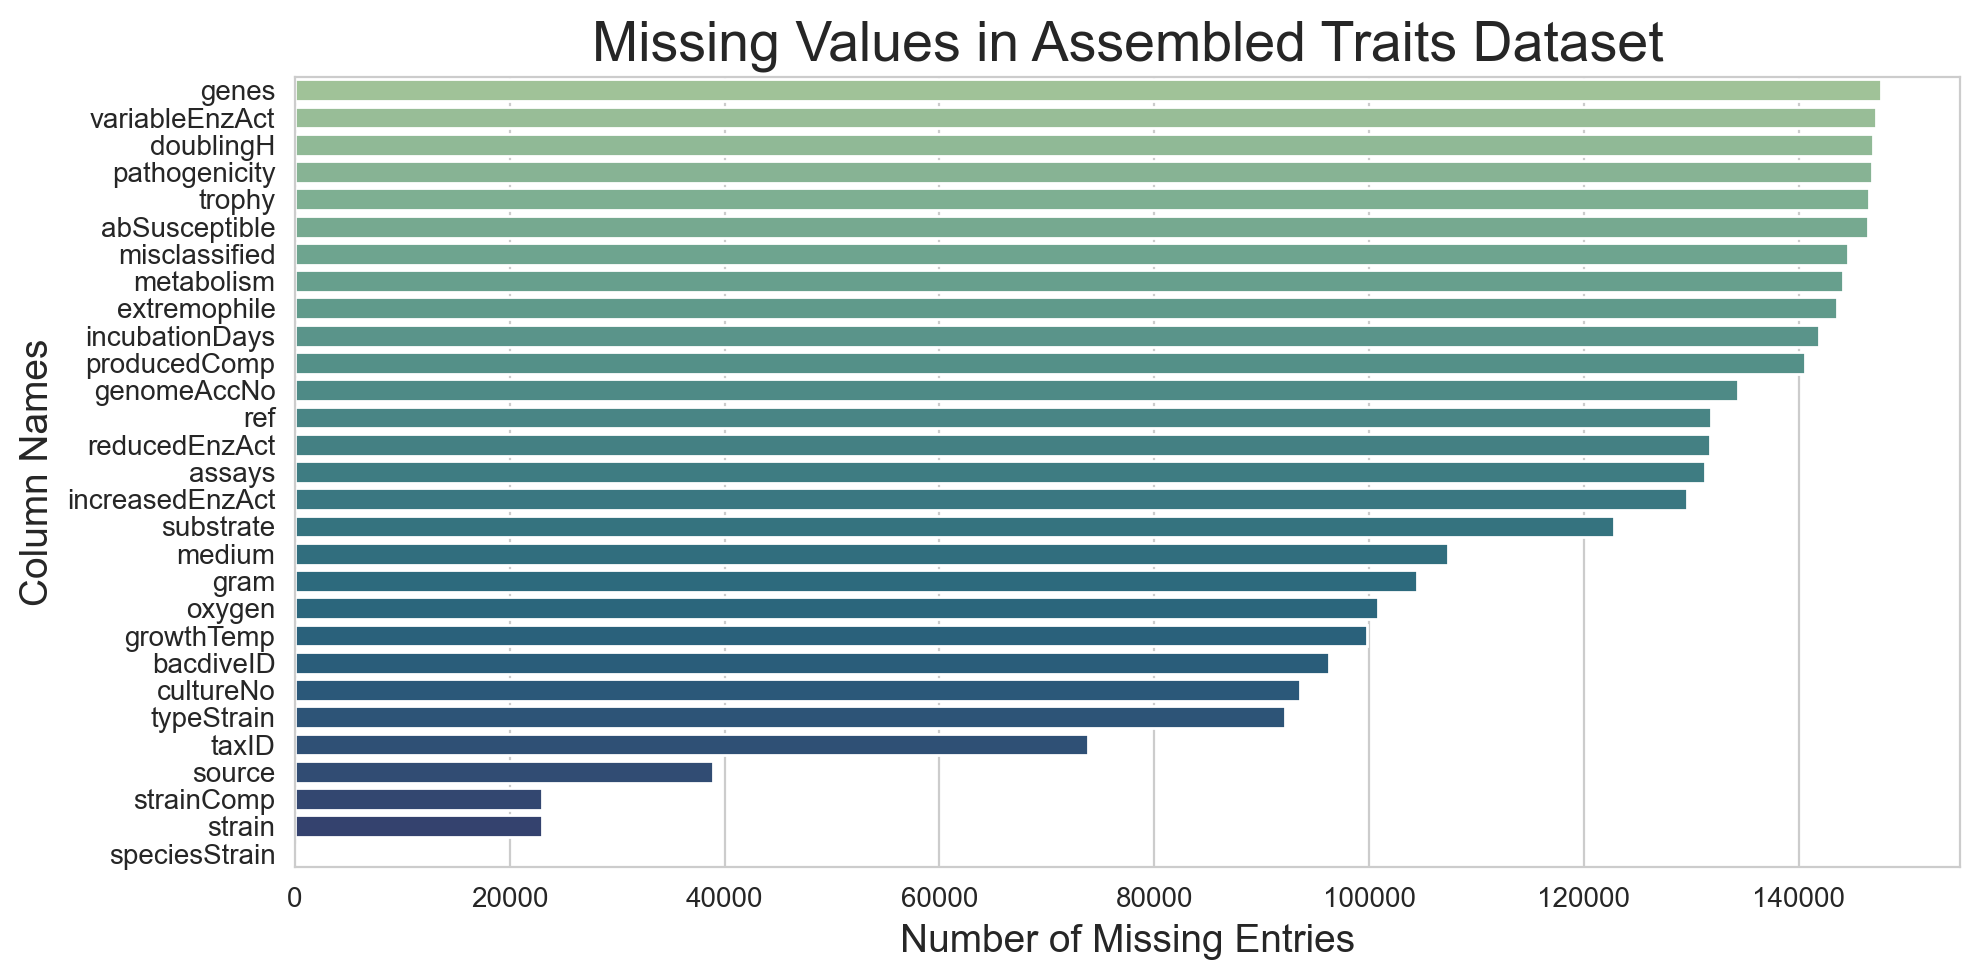 Missing Values in Assembled Traits Dataset
genes
variableEnzAct
doublingH
pathogenicity
trophy
abSusceptible
misclassified
metabolism
extremophile
incubationDays
producedComp
genomeAccNo
ref
reducedEnzAct
assays
increasedEnzAct
substrate
medium
gram
oxygen
growthTemp
bacdiveID
cultureNo
typeStrain
taxID
source
strainComp
strain
speciesStrain
Column Names
0 20000 40000 60000 80000 100000 120000 140000
Number of Missing Entries